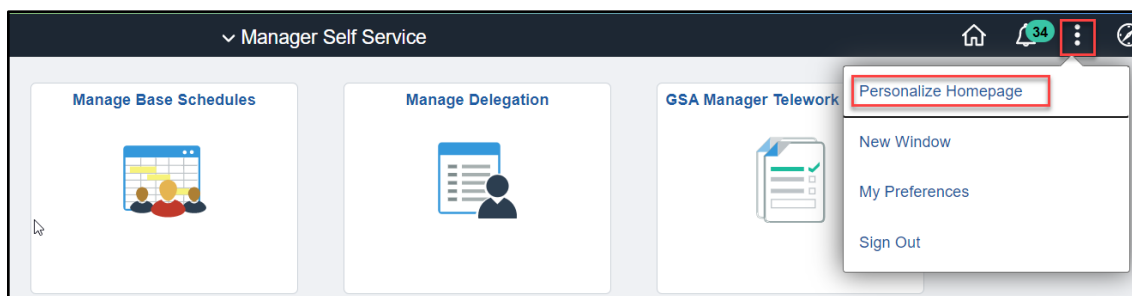 Manager Self Service
34
Manage Base Schedules
Manage Delegation
GSA Manager Telework
Personalize Homepage
New Window
My Preferences
Sign Out